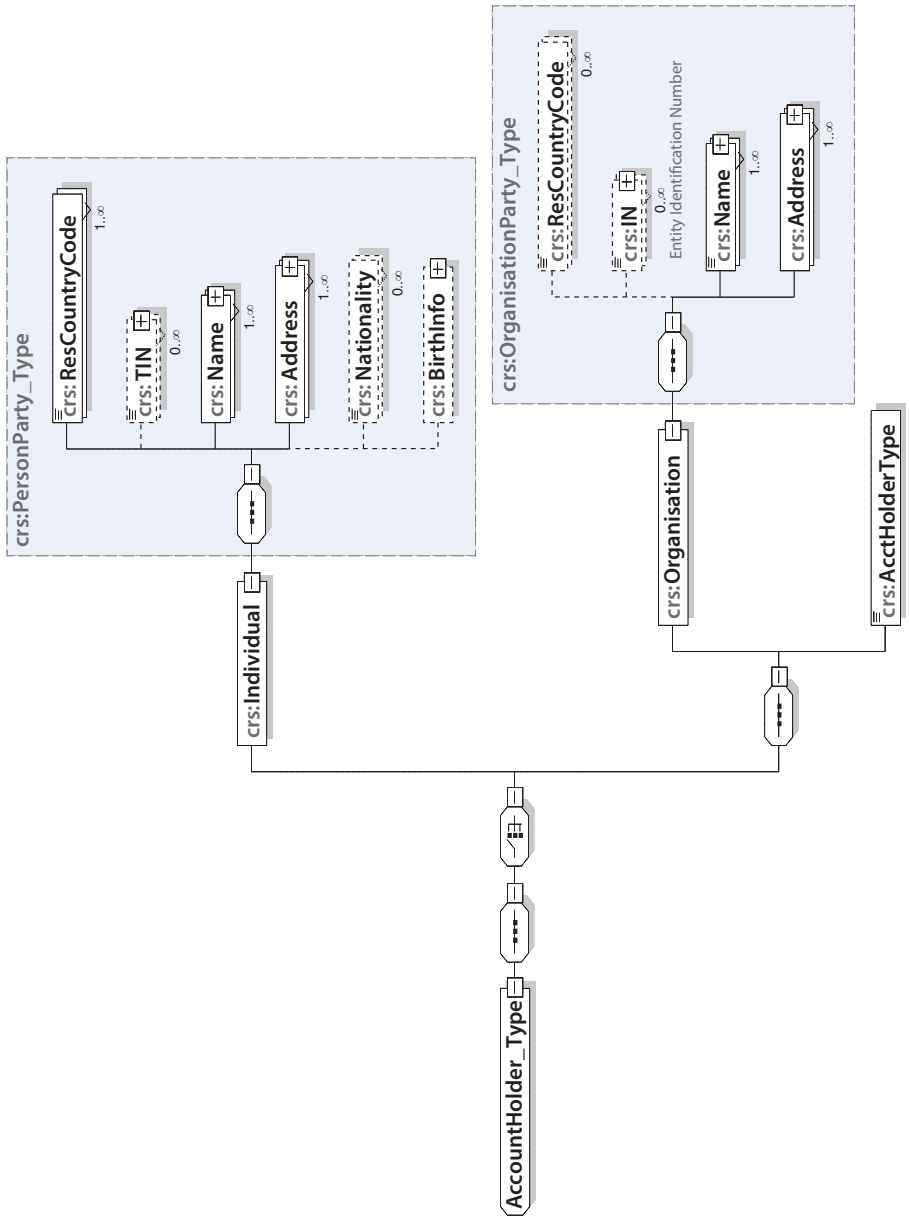 AccountHolder_Type
crs:Individual
crs:PersonParty_Type
crs:ResCountryCode
1..∞
crs:TIN
0..∞
crs:Name
1..∞
crs:Address
1..∞
crs:Nationality
0..∞
crs:BirthInfo
crs:Organisation
crs:OrganisationParty_Type
crs:ResCountryCode
0..∞
crs:IN
0..∞
Entity Identification Number
crs:Name
1..∞
crs:Address
1..∞
crs:AcctHolderType